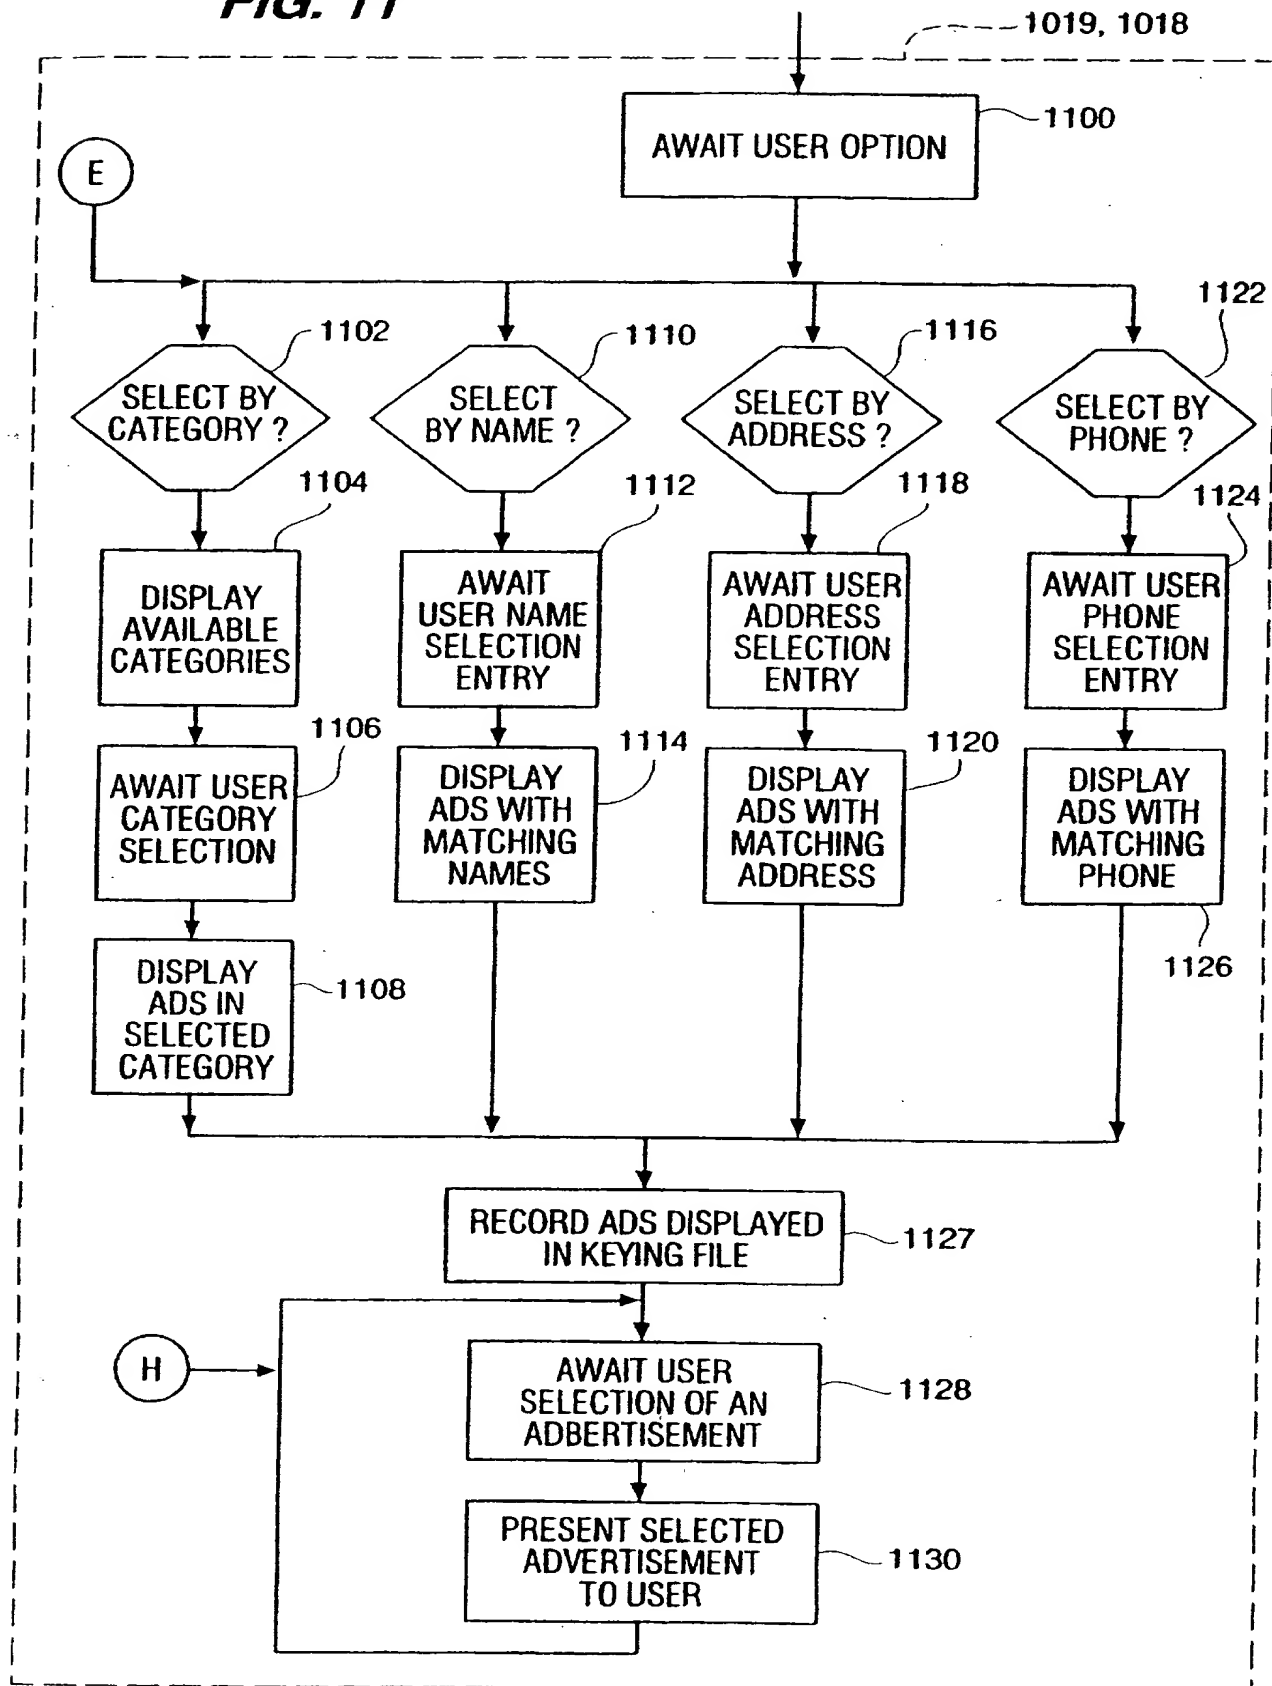 FIG. 11
1019, 1018
1100
AWAIT USER OPTION
E
1102
SELECT BY
CATEGORY ?
1110
SELECT
BY NAME ?
1116
SELECT BY
ADDRESS ?
1122
SELECT BY
PHONE ?
1104
DISPLAY
AVAILABLE
CATEGORIES
1112
AWAIT
USER NAME
SELECTION
ENTRY
1118
AWAIT USER
ADDRESS
SELECTION
ENTRY
1124
AWAIT USER
PHONE
SELECTION
ENTRY
1106
AWAIT USER
CATEGORY
SELECTION
1114
DISPLAY
ADS WITH
MATCHING
NAMES
1120
DISPLAY
ADS WITH
MATCHING
ADDRESS
DISPLAY
ADS WITH
MATCHING
PHONE
1126
DISPLAY
ADS IN
SELECTED
CATEGORY
1108
RECORD ADS DISPLAYED
IN KEYING FILE
1127
H
AWAIT USER
SELECTION OF AN
ADBERTISEMENT
1128
PRESENT SELECTED
ADVERTISEMENT
TO USER
1130